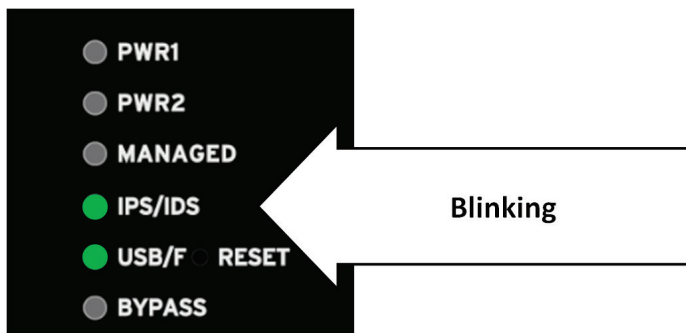 PWR1
PWR2
MANAGED
IPS/IDS
Blinking
USB/F RESET
BYPASS